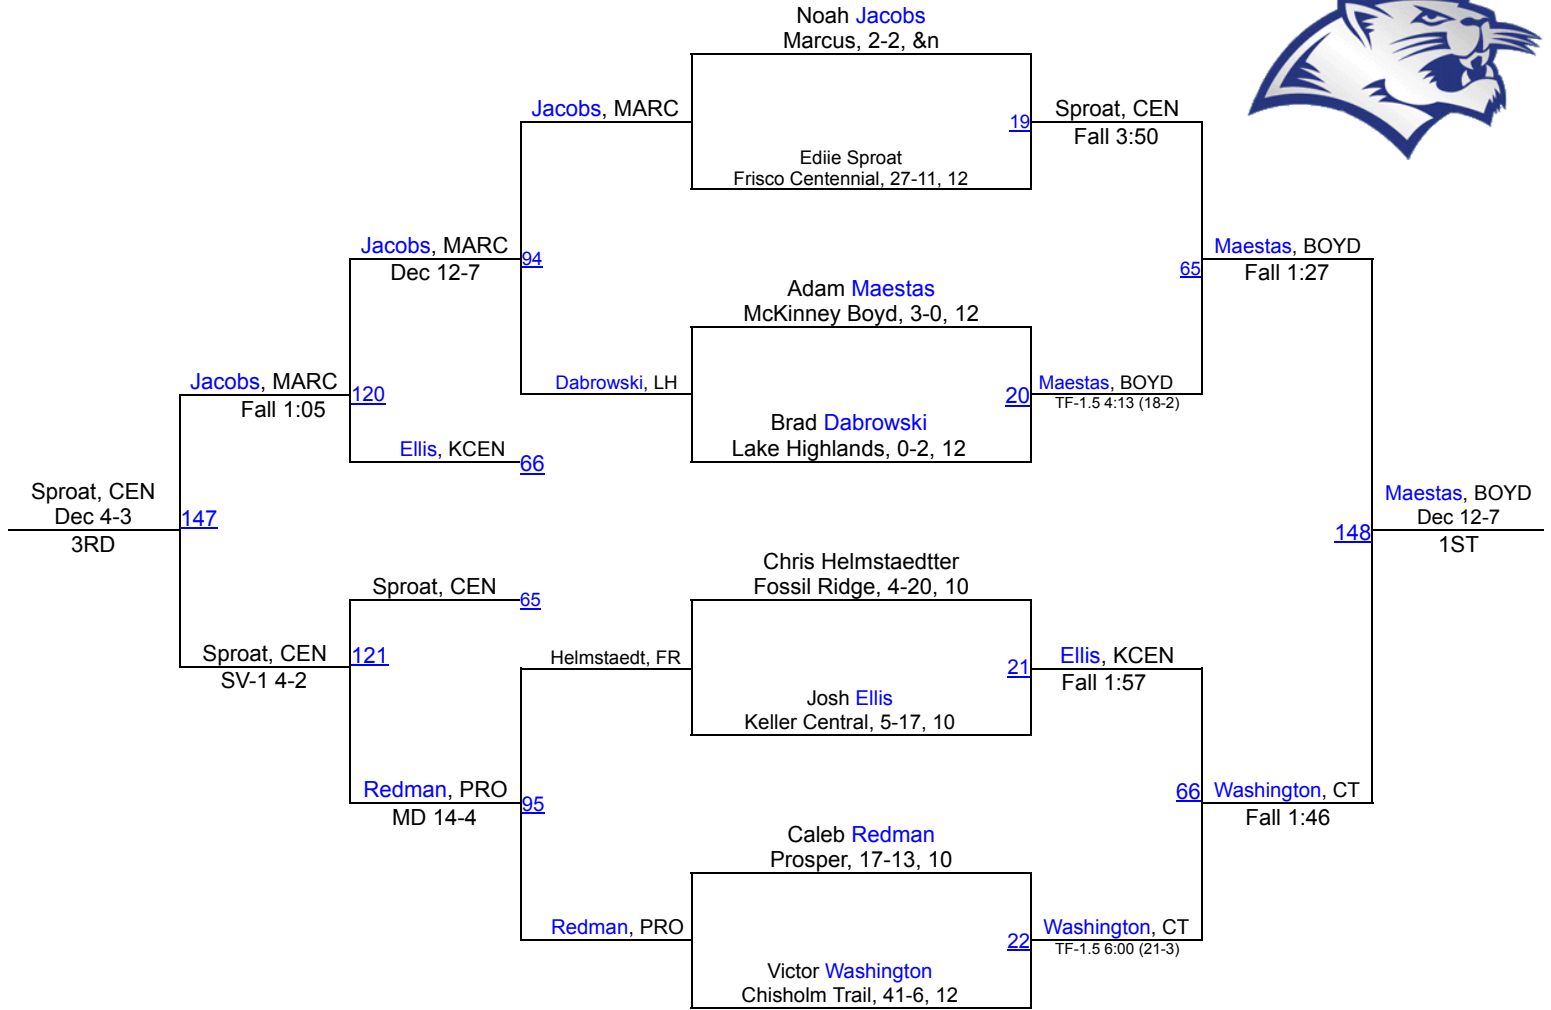 Noah Jacobs
Marcus, 2-2, &n
Jacobs, MARC
19
Sproat, CEN
Fall 3:50
Ediie Sproat
Frisco Centennial, 27-11, 12
Jacobs, MARC
Dec 12-7
94
65
Maestas, BOYD
Fall 1:27
Adam Maestas
McKinney Boyd, 3-0, 12
Jacobs, MARC
Fall 1:05
120
Dabrowski, LH
20
Maestas, BOYD
TF-1.5 4:13 (18-2)
Brad Dabrowski
Lake Highlands, 0-2, 12
Ellis, KCEN
66
Sproat, CEN
Dec 4-3
3RD
147
148
Maestas, BOYD
Dec 12-7
1ST
Chris Helmstaedtter
Fossil Ridge, 4-20, 10
Sproat, CEN
65
Sproat, CEN
SV-1 4-2
121
Helmstaedt, FR
21
Ellis, KCEN
Fall 1:57
Josh Ellis
Keller Central, 5-17, 10
Redman, PRO
MD 14-4
95
66
Washington, CT
Fall 1:46
Caleb Redman
Prosper, 17-13, 10
Redman, PRO
22
Washington, CT
TF-1.5 6:00 (21-3)
Victor Washington
Chisholm Trail, 41-6, 12